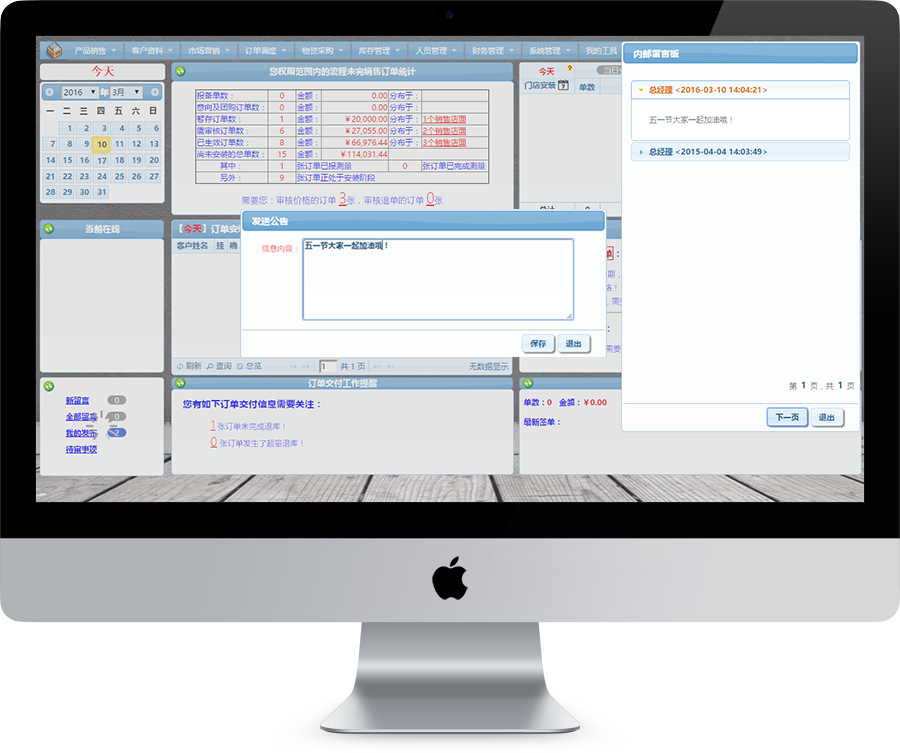 产品销售 客户资料 市场营销 订单调度 物资采购 库存管理 人员管理 财务管理 系统管理 我的工具
今天
2016 年 3月
一 二 三 四 五 六 日
1 2 3 4 5 6
7 8 9 10 11 12 13
14 15 16 17 18 19 20
21 22 23 24 25 26 27
28 29 30 31
您权限范围内的流程未完销售订单统计
报备单数： 0 金额： 0.00 分布于：
意向及团购订单数： 0 金额： 0.00 分布于：
暂存订单数： 1 金额： ￥20,000.00 分布于： 1个销售店面
需审核订单数： 6 金额： ￥27,055.00 分布于： 2个销售店面
已生效订单数： 8 金额： ￥66,976.44 分布于： 3个销售店面
尚未安装的总单数： 15 金额： ￥114,031.44
其中： 1 张订单已报测量 0 张订单已完成测量
另外： 9 张订单正处于安装阶段
需要您：审核价格的订单 3张，审核退单的订单 0张
今天 ?
门店安装 7 单数
总计 0
内部留言板
总经理 <2016-03-10 14:04:21>
五一节大家一起加油哦！
总经理 <2015-04-04 14:03:49>
第 1 页，共 1 页
下一页 退出
当前在线
【今天】订单安
客户姓名 挂 确
发送公告
信息内容：
五一节大家一起加油哦！
保存 退出
刷新 查询 总览 1 共 1 页 无数据显示
新留言 0
全部留言 0
我的发布 2
待审事项
订单交付工作提醒
您有如下订单交付信息需要关注：
1张订单未完成退库！
0张订单发生了超量退库！
单数：0 金额：￥0.00
最新签单：